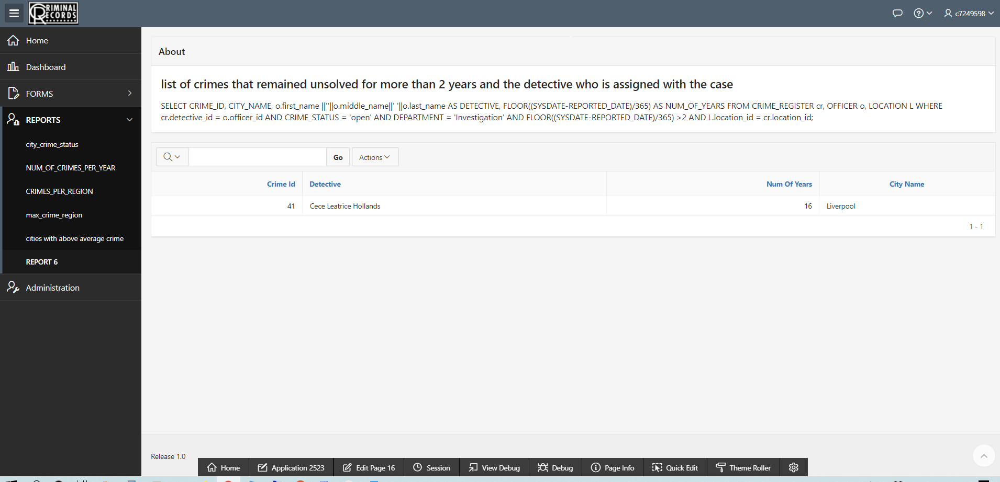 CRIMINAL
RECORDS
c7249598
Home
Dashboard
FORMS
REPORTS
city_crime_status
NUM_OF_CRIMES_PER_YEAR
CRIMES_PER_REGION
max_crime_region
cities with above average crime
REPORT 6
Administration
About
list of crimes that remained unsolved for more than 2 years and the detective who is assigned with the case
SELECT CRIME_ID, CITY_NAME, o.first_name ||''||o.middle_name||' '||o.last_name AS DETECTIVE, FLOOR((SYSDATE-REPORTED_DATE)/365) AS NUM_OF_YEARS FROM CRIME_REGISTER cr, OFFICER o, LOCATION L WHERE
cr.detective_id = o.officer_id AND CRIME_STATUS = 'open' AND DEPARTMENT = 'Investigation' AND FLOOR((SYSDATE-REPORTED_DATE)/365) >2 AND L.location_id = cr.location_id;
Go Actions
Crime Id Detective Num Of Years City Name
41 Cece Leatrice Hollands 16 Liverpool
1 - 1
Release 1.0
Home Application 2523 Edit Page 16 Session View Debug Debug Page Info Quick Edit Theme Roller